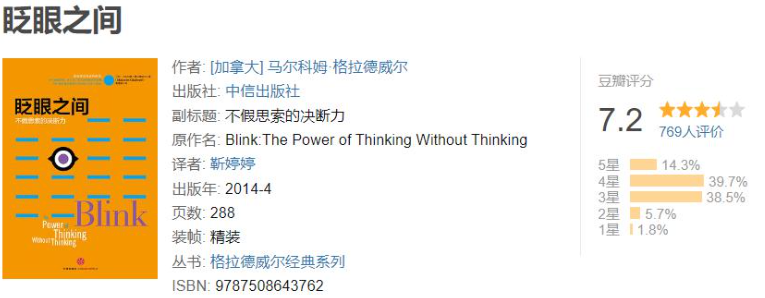 眨眼之间
眨眼之间
不假思索的决断力
Blink
The
Power of
Thinking
Without Thinking
作者: [加拿大] 马尔科姆·格拉德威尔
出版社: 中信出版社
副标题: 不假思索的决断力
原作名: Blink:The Power of Thinking Without Thinking
译者: 靳婷婷
出版年: 2014-4
页数: 288
装帧: 精装
丛书: 格拉德威尔经典系列
ISBN: 9787508643762
豆瓣评分
7.2
769人评价
5星 14.3%
4星 39.7%
3星 38.5%
2星 5.7%
1星 1.8%